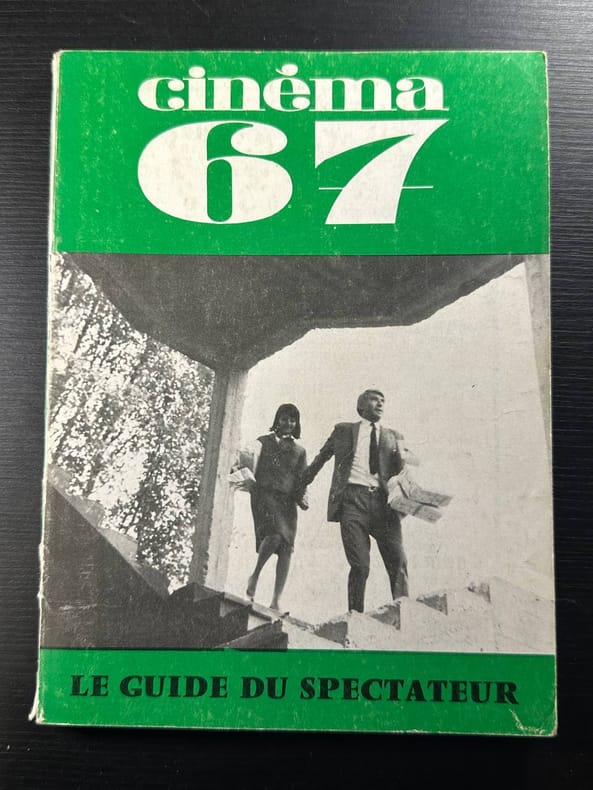 cinéma
67
LE GUIDE DU SPECTATEUR